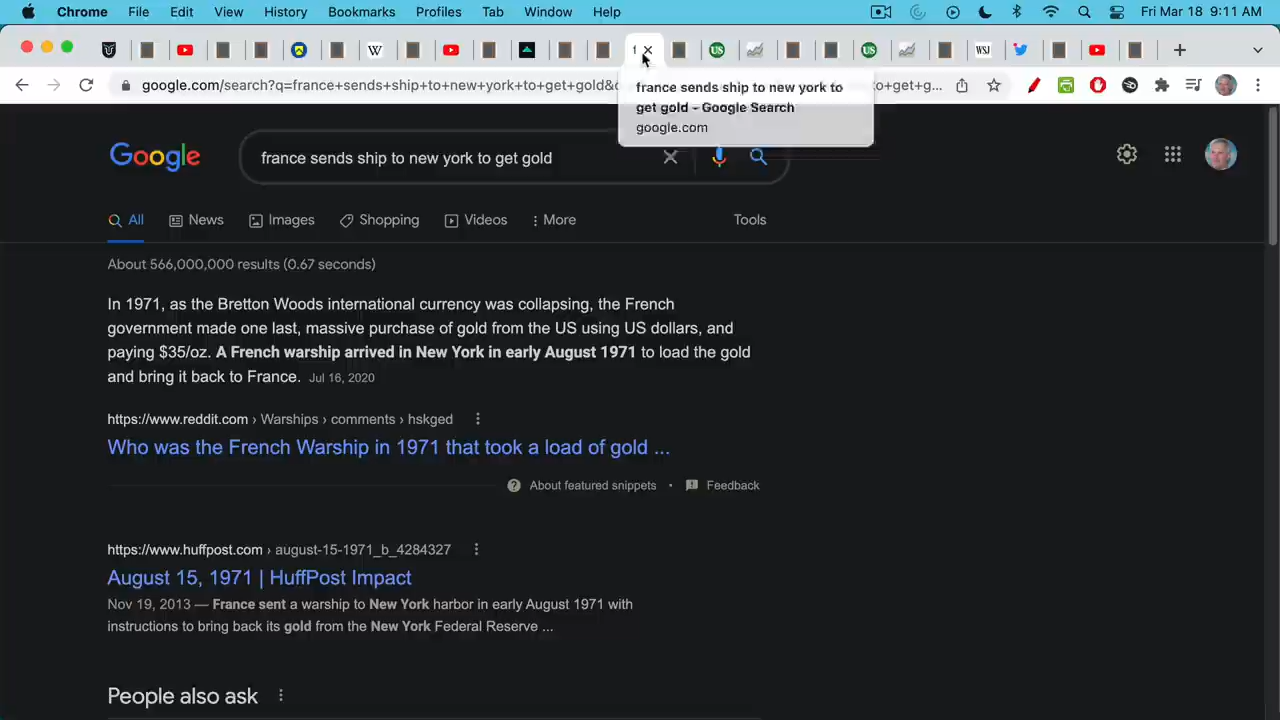 Chrome File Edit View History Bookmarks Profiles Tab Window Help Fri Mar 18 9:11 AM
W US US WSJ
google.com/search?q=france+sends+ship+to+new+york+to+get+gold& +to+get+g...
france sends ship to new york to
get gold - Google Search
google.com
Google france sends ship to new york to get gold
All News Images Shopping Videos More Tools
About 566,000,000 results (0.67 seconds)
In 1971, as the Bretton Woods international currency was collapsing, the French
government made one last, massive purchase of gold from the US using US dollars, and
paying $35/oz. A French warship arrived in New York in early August 1971 to load the gold
and bring it back to France. Jul 16, 2020
https://www.reddit.com › Warships › comments › hskged
Who was the French Warship in 1971 that took a load of gold ...
About featured snippets • Feedback
https://www.huffpost.com › august-15-1971_b_4284327
August 15, 1971 | HuffPost Impact
Nov 19, 2013 — France sent a warship to New York harbor in early August 1971 with
instructions to bring back its gold from the New York Federal Reserve ...
People also ask